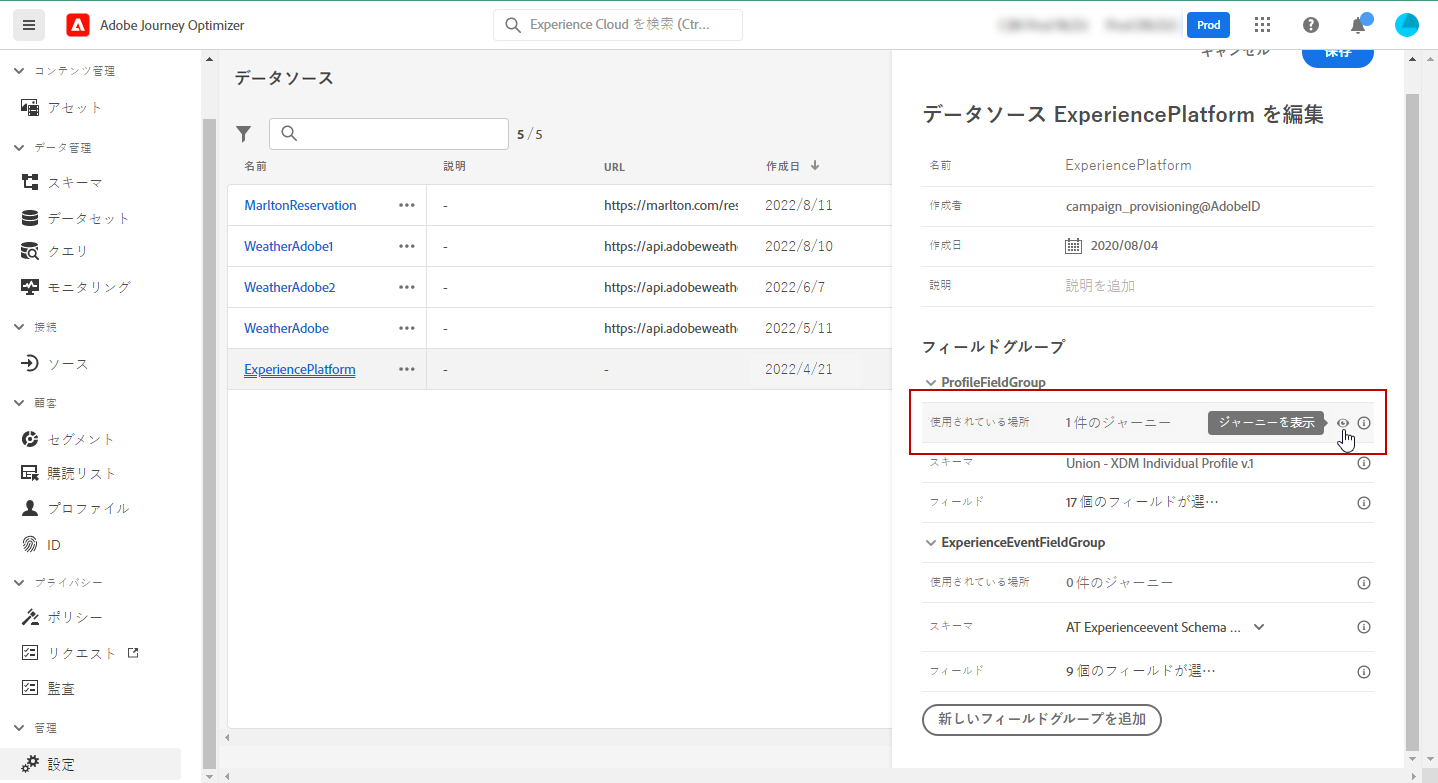 Adobe Journey Optimizer
Experience Cloud を検索 (Ctr...
Prod
コンテンツ管理
アセット
データ管理
スキーマ
データセット
クエリ
モニタリング
接続
ソース
顧客
セグメント
購読リスト
プロファイル
ID
プライバシー
ポリシー
リクエスト
監査
管理
設定
データソース
5 / 5
名前 説明 URL 作成日
MarltonReservation - https://marlton.com/res 2022/8/11
WeatherAdobe1 - https://api.adobeweathe 2022/8/10
WeatherAdobe2 - https://api.adobeweathe 2022/6/7
WeatherAdobe - https://api.adobeweathe 2022/5/11
ExperiencePlatform - - 2022/4/21
キャンセル 保存
データソース ExperiencePlatform を編集
名前 ExperiencePlatform
作成者 campaign_provisioning@AdobeID
作成日 2020/08/04
説明 説明を追加
フィールドグループ
ProfileFieldGroup
使用されている場所 1 件のジャーニー ジャーニーを表示
スキーマ Union - XDM Individual Profile v.1
フィールド 17 個のフィールドが選…
ExperienceEventFieldGroup
使用されている場所 0 件のジャーニー
スキーマ AT Experienceevent Schema ...
フィールド 9 個のフィールドが選…
新しいフィールドグループを追加